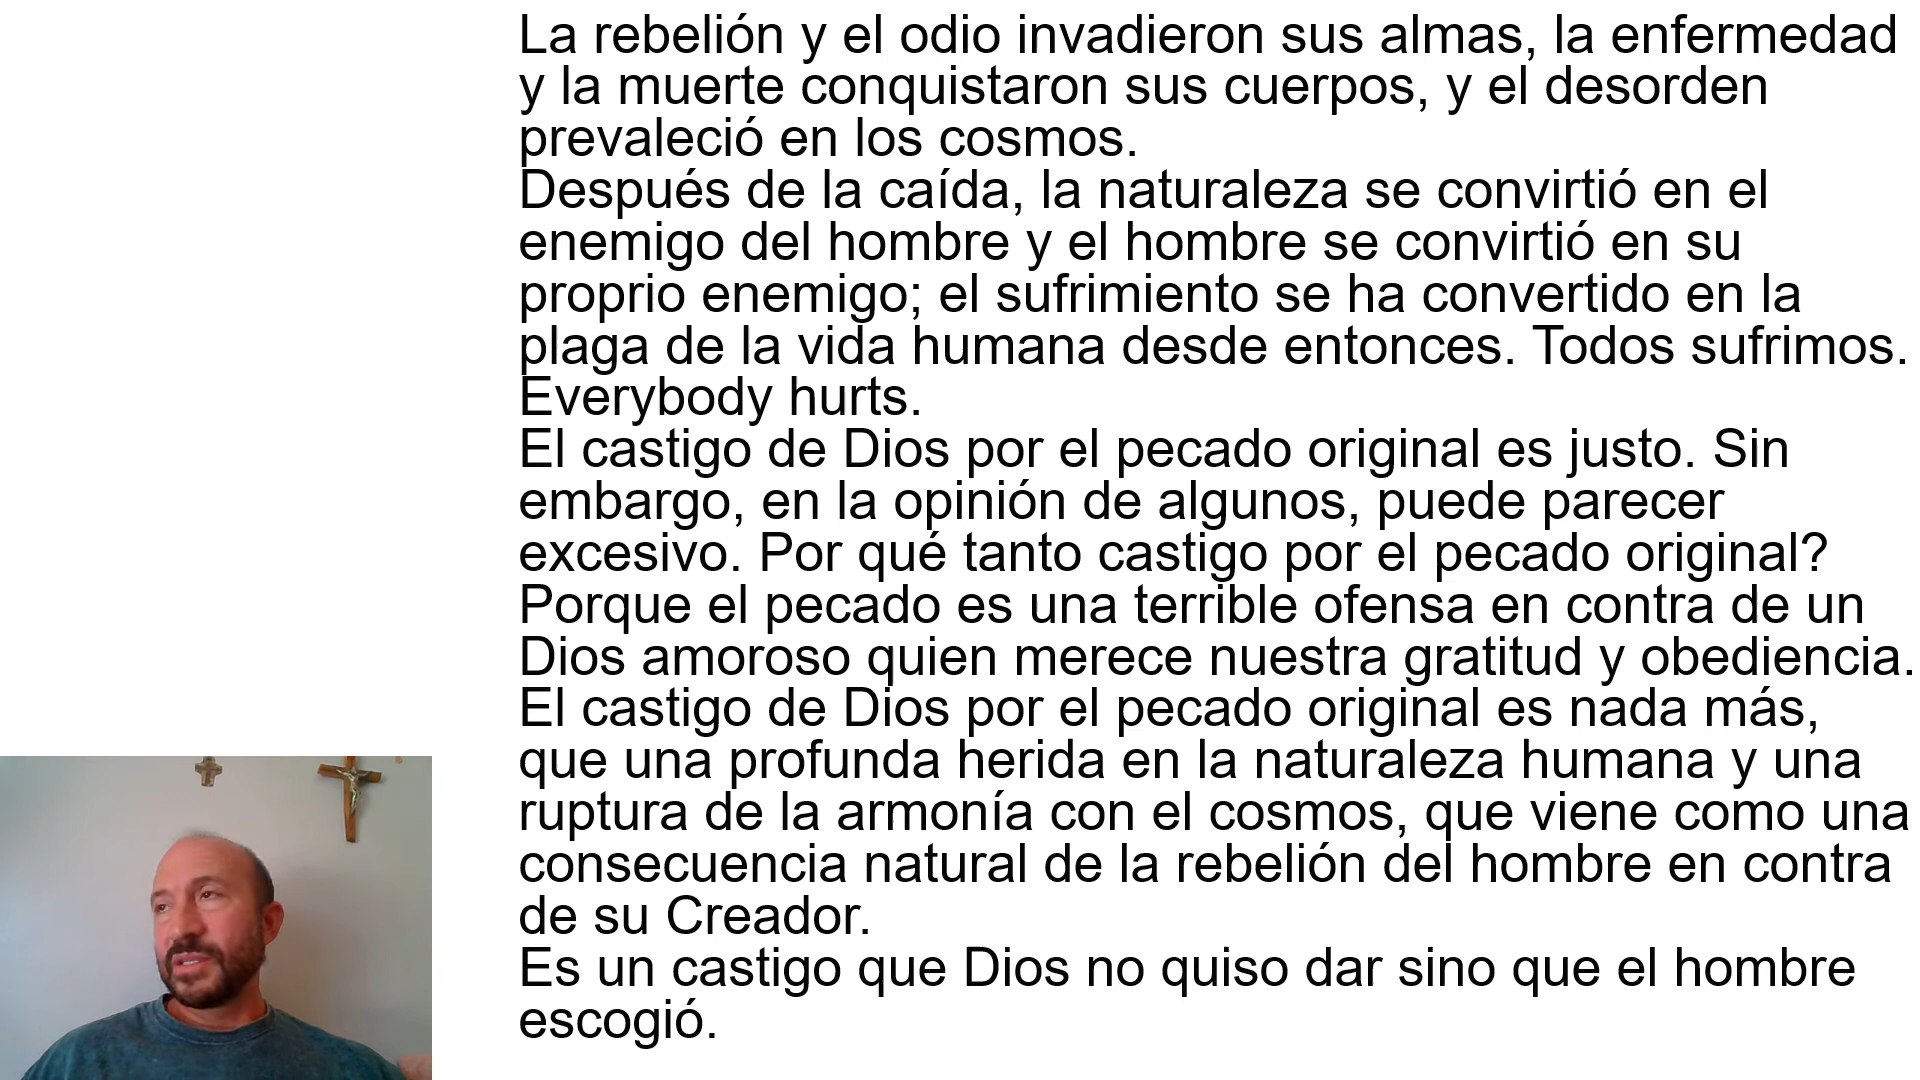 La rebelión y el odio invadieron sus almas, la enfermedad
y la muerte conquistaron sus cuerpos, y el desorden
prevaleció en los cosmos.
Después de la caída, la naturaleza se convirtió en el
enemigo del hombre y el hombre se convirtió en su
proprio enemigo; el sufrimiento se ha convertido en la
plaga de la vida humana desde entonces. Todos sufrimos.
Everybody hurts.
El castigo de Dios por el pecado original es justo. Sin
embargo, en la opinión de algunos, puede parecer
excesivo. Por qué tanto castigo por el pecado original?
Porque el pecado es una terrible ofensa en contra de un
Dios amoroso quien merece nuestra gratitud y obediencia.
El castigo de Dios por el pecado original es nada más,
que una profunda herida en la naturaleza humana y una
ruptura de la armonía con el cosmos, que viene como una
consecuencia natural de la rebelión del hombre en contra
de su Creador.
Es un castigo que Dios no quiso dar sino que el hombre
escogió.